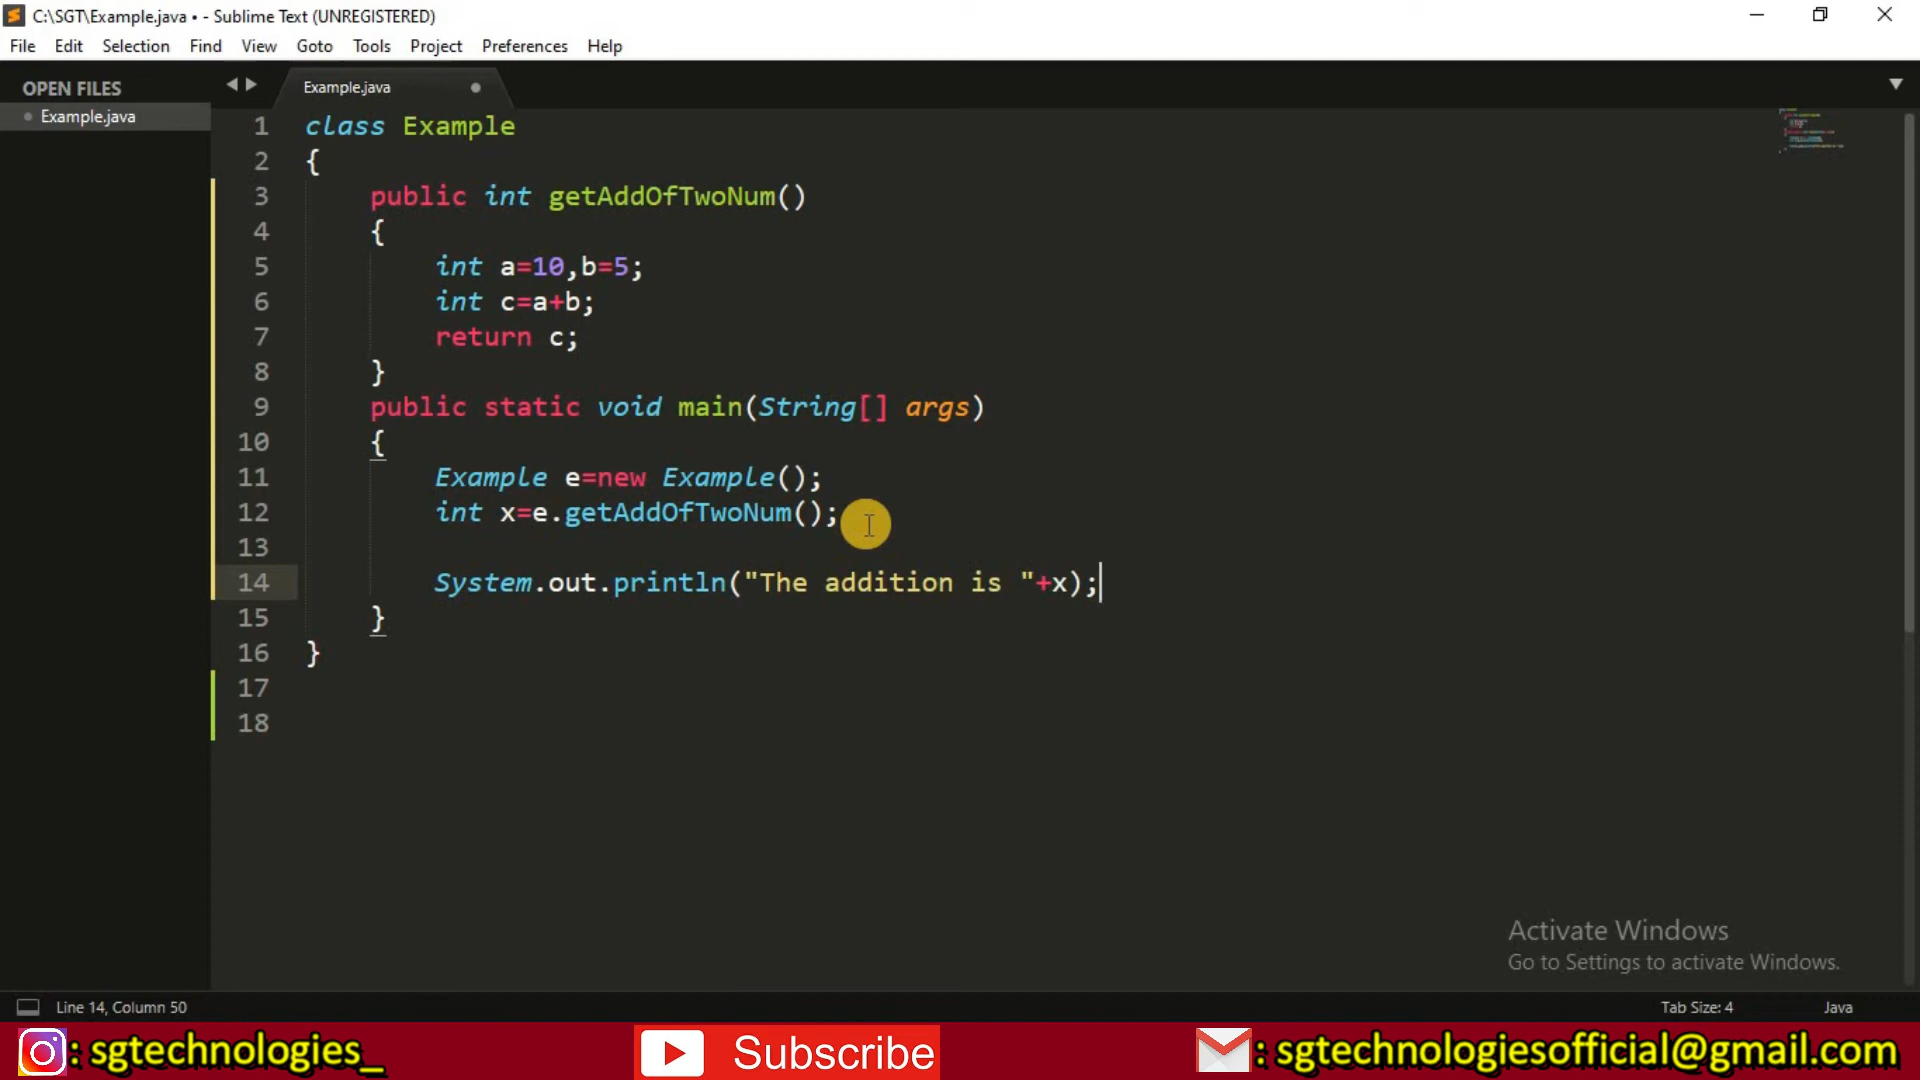 C:\SGT\Example.java • - Sublime Text (UNREGISTERED)
File Edit Selection Find View Goto Tools Project Preferences Help
OPEN FILES
Example.java
Example.java
1 class Example
2 {
3 public int getAddOfTwoNum()
4 {
5 int a=10,b=5;
6 int c=a+b;
7 return c;
8 }
9 public static void main(String[] args)
10 {
11 Example e=new Example();
12 int x=e.getAddOfTwoNum();
13
14 System.out.println("The addition is "+x);
15 }
16 }
17
18
Activate Windows
Go to Settings to activate Windows.
Line 14, Column 50 Tab Size: 4 Java
: sgtechnologies_ Subscribe : sgtechnologiesofficial@gmail.com